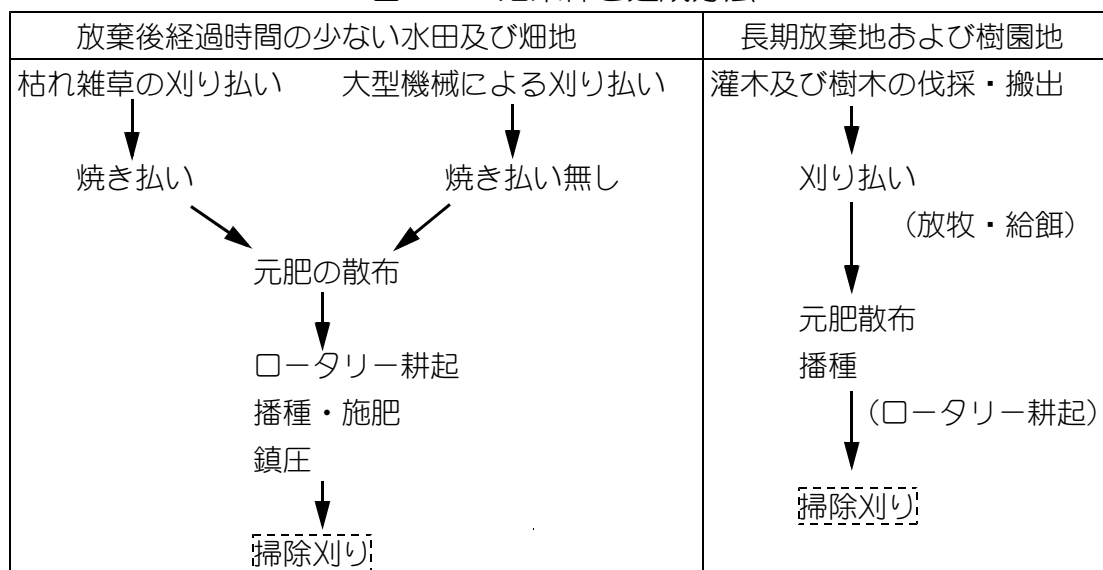 放棄後経過時間の少ない水田及び畑地
枯れ雑草の刈り払い 大型機械による刈り払い
焼き払い 焼き払い無し
元肥の散布
ロータリー耕起
播種・施肥
鎮圧
掃除刈り
長期放棄地および樹園地
灌木及び樹木の伐採・搬出
刈り払い
(放牧・給餌)
元肥散布
播種
(ロータリー耕起)
掃除刈り